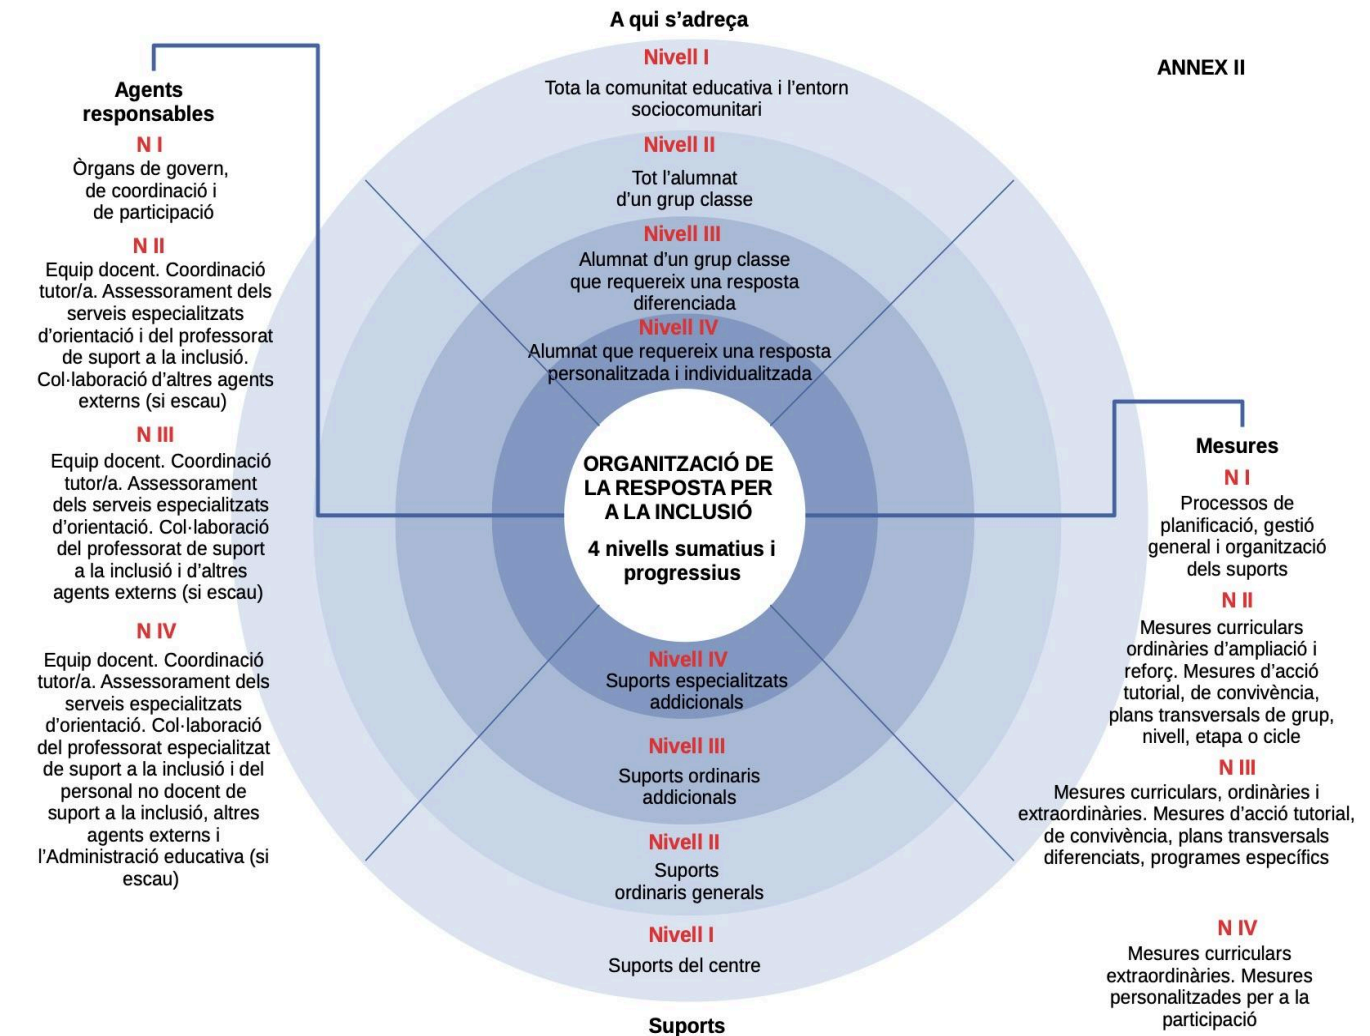 A qui s’adreça
Nivell I
Tota la comunitat educativa i l’entorn
sociocomunitari
Nivell II
Tot l’alumnat
d’un grup classe
Nivell III
Alumnat d’un grup classe
que requereix una resposta
diferenciada
Nivell IV
Alumnat que requereix una resposta
personalitzada i individualitzada
ANNEX II
Agents
responsables
N I
Òrgans de govern,
de coordinació i
de participació
N II
Equip docent. Coordinació
tutor/a. Assessorament dels
serveis especialitzats
d’orientació i del professorat
de suport a la inclusió.
Col·laboració d’altres agents
externs (si escau)
N III
Equip docent. Coordinació
tutor/a. Assessorament
dels serveis especialitzats
d’orientació. Col·laboració
del professorat de suport
a la inclusió i d’altres
agents externs (si escau)
N IV
Equip docent. Coordinació
tutor/a. Assessorament dels
serveis especialitzats
d’orientació. Col·laboració
del professorat especialitzat
de suport a la inclusió i del
personal no docent de
suport a la inclusió, altres
agents externs i
l’Administració educativa (si
escau)
ORGANITZACIÓ DE
LA RESPOSTA PER
A LA INCLUSIÓ
4 nivells sumatius i
progressius
Mesures
N I
Processos de
planificació, gestió
general i organització
dels suports
N II
Mesures curriculars
ordinàries d’ampliació i
reforç. Mesures d’acció
tutorial, de convivència,
plans transversals de grup,
nivell, etapa o cicle
N III
Mesures curriculars, ordinàries i
extraordinàries. Mesures d’acció tutorial,
de convivència, plans transversals
diferenciats, programes específics
N IV
Mesures curriculars
extraordinàries. Mesures
personalitzades per a la
participació
Nivell IV
Suports especialitzats
addicionals
Nivell III
Suports ordinaris
addicionals
Nivell II
Suports
ordinaris generals
Nivell I
Suports del centre
Suports